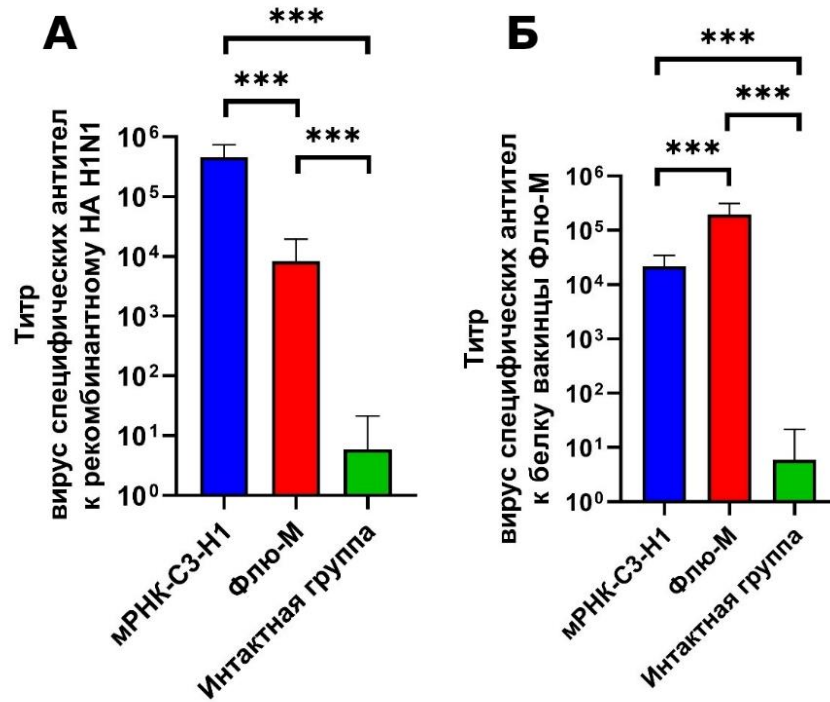 А
***
***
***
Титр
вирус специфических антител
к рекомбинантному НА H1N1
10⁶
10⁵
10⁴
10³
10²
10¹
10⁰
мРНК-С3-Н1
Флю-М
Интактная группа
Б
***
***
***
Титр
вирус специфических антител
к белку вакинцы Флю-М
10⁶
10⁵
10⁴
10³
10²
10¹
10⁰
мРНК-С3-Н1
Флю-М
Интактная группа